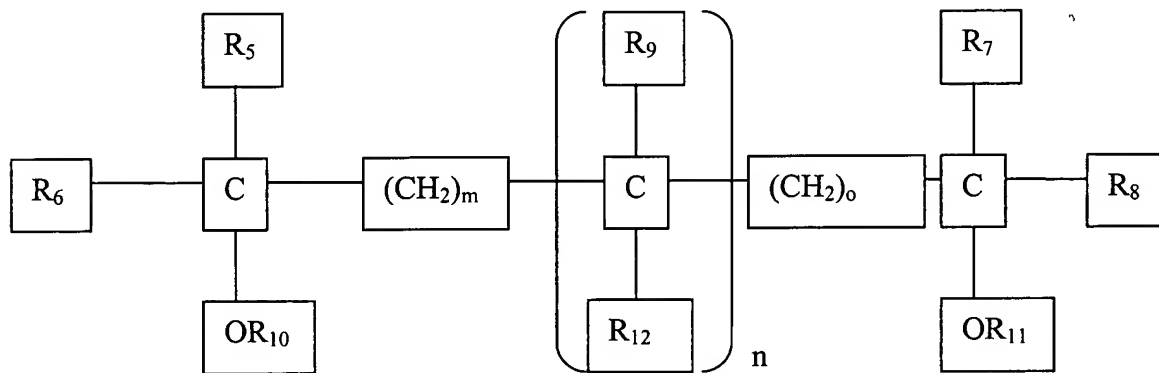 R₅ R₉ R₇
R₆ C (CH₂)ₘ C (CH₂)ₒ C R₈
OR₁₀ R₁₂ OR₁₁
n